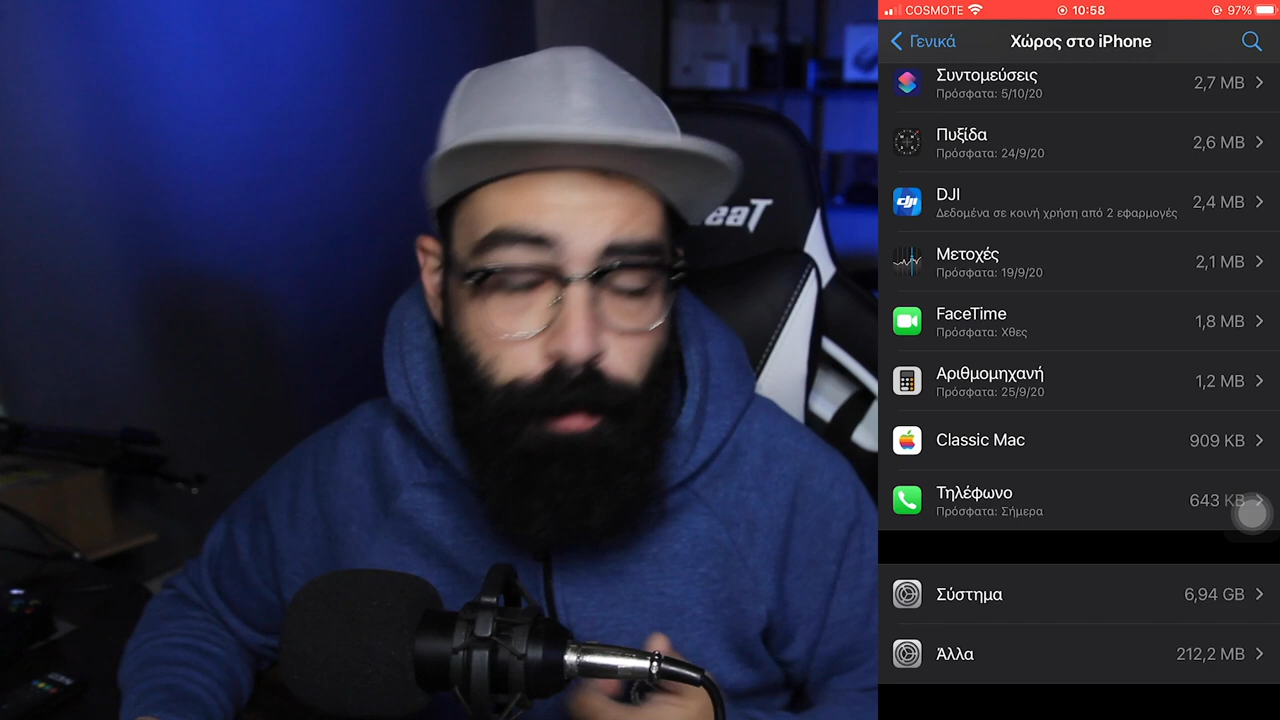 COSMOTE
10:58
97%
Γενικά
Χώρος στο iPhone
Συντομεύσεις
2,7 MB
Πρόσφατα: 5/10/20
Πυξίδα
2,6 MB
Πρόσφατα: 24/9/20
DJI
2,4 MB
Δεδομένα σε κοινή χρήση από 2 εφαρμογές
Μετοχές
2,1 MB
Πρόσφατα: 19/9/20
FaceTime
1,8 MB
Πρόσφατα: Χθες
Αριθμομηχανή
1,2 MB
Πρόσφατα: 25/9/20
Classic Mac
909 KB
Τηλέφωνο
643 KB
Πρόσφατα: Σήμερα
Σύστημα
6,94 GB
Άλλα
212,2 MB